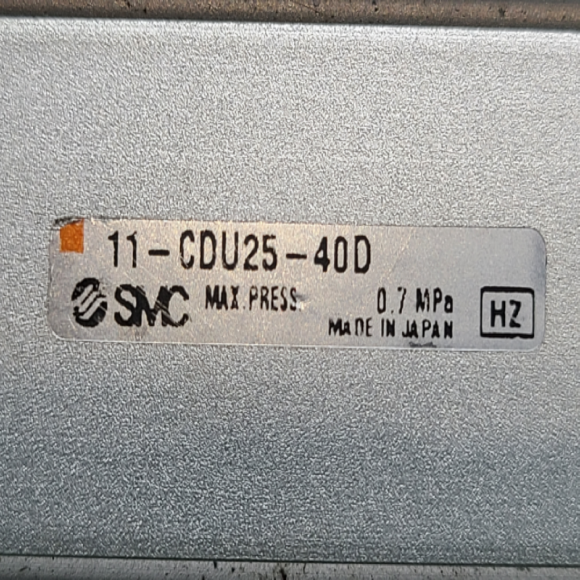 11-CDU25-40D
SMC MAX.PRESS. 0.7 MPa
MADE IN JAPAN
HZ